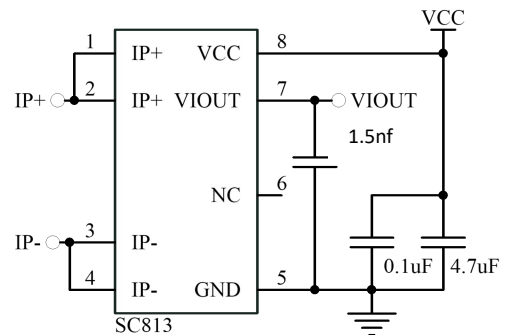 VCC
1 IP+ VCC 8
IP+ 2 IP+ VIOUT 7 VIOUT
1.5nf
NC 6
IP- 3 IP-
0.1uF 4.7uF
4 IP- GND 5
SC813